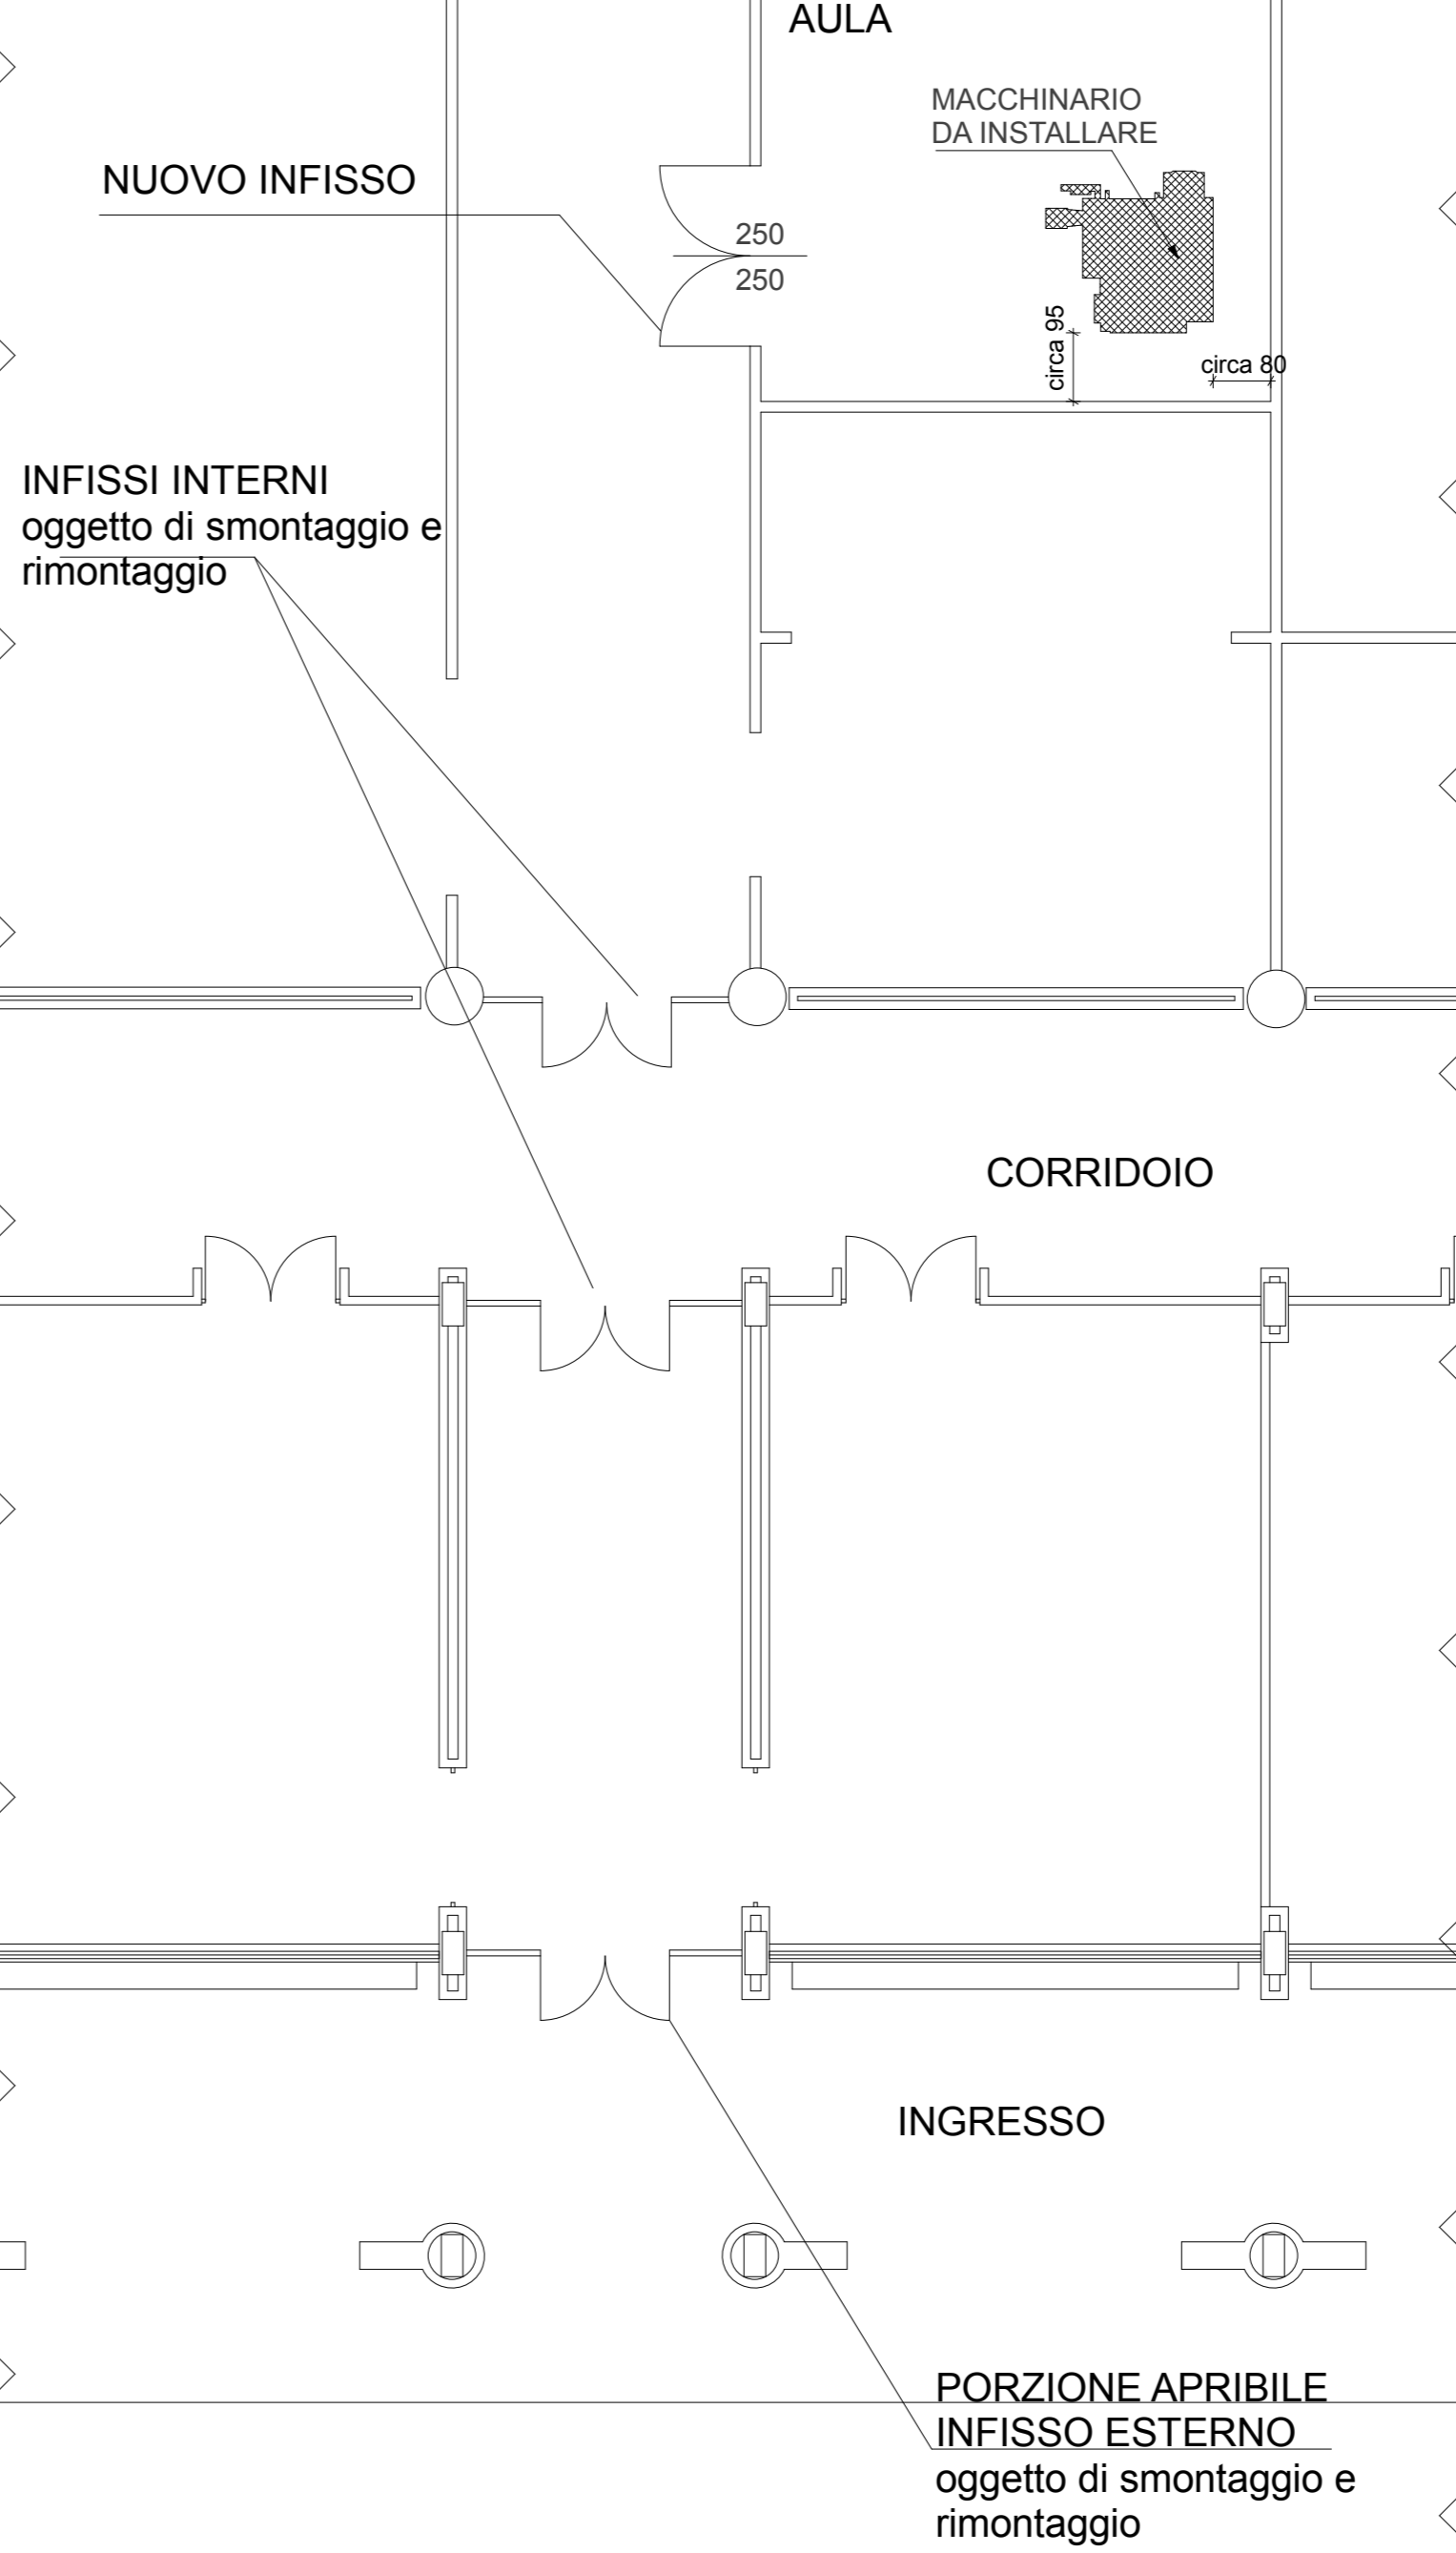 AULA
MACCHINARIO
DA INSTALLARE
NUOVO INFISSO
250
250
circa 95
circa 80
INFISSI INTERNI
oggetto di smontaggio e
rimontaggio
CORRIDOIO
INGRESSO
PORZIONE APRIBILE
INFISSO ESTERNO
oggetto di smontaggio e
rimontaggio